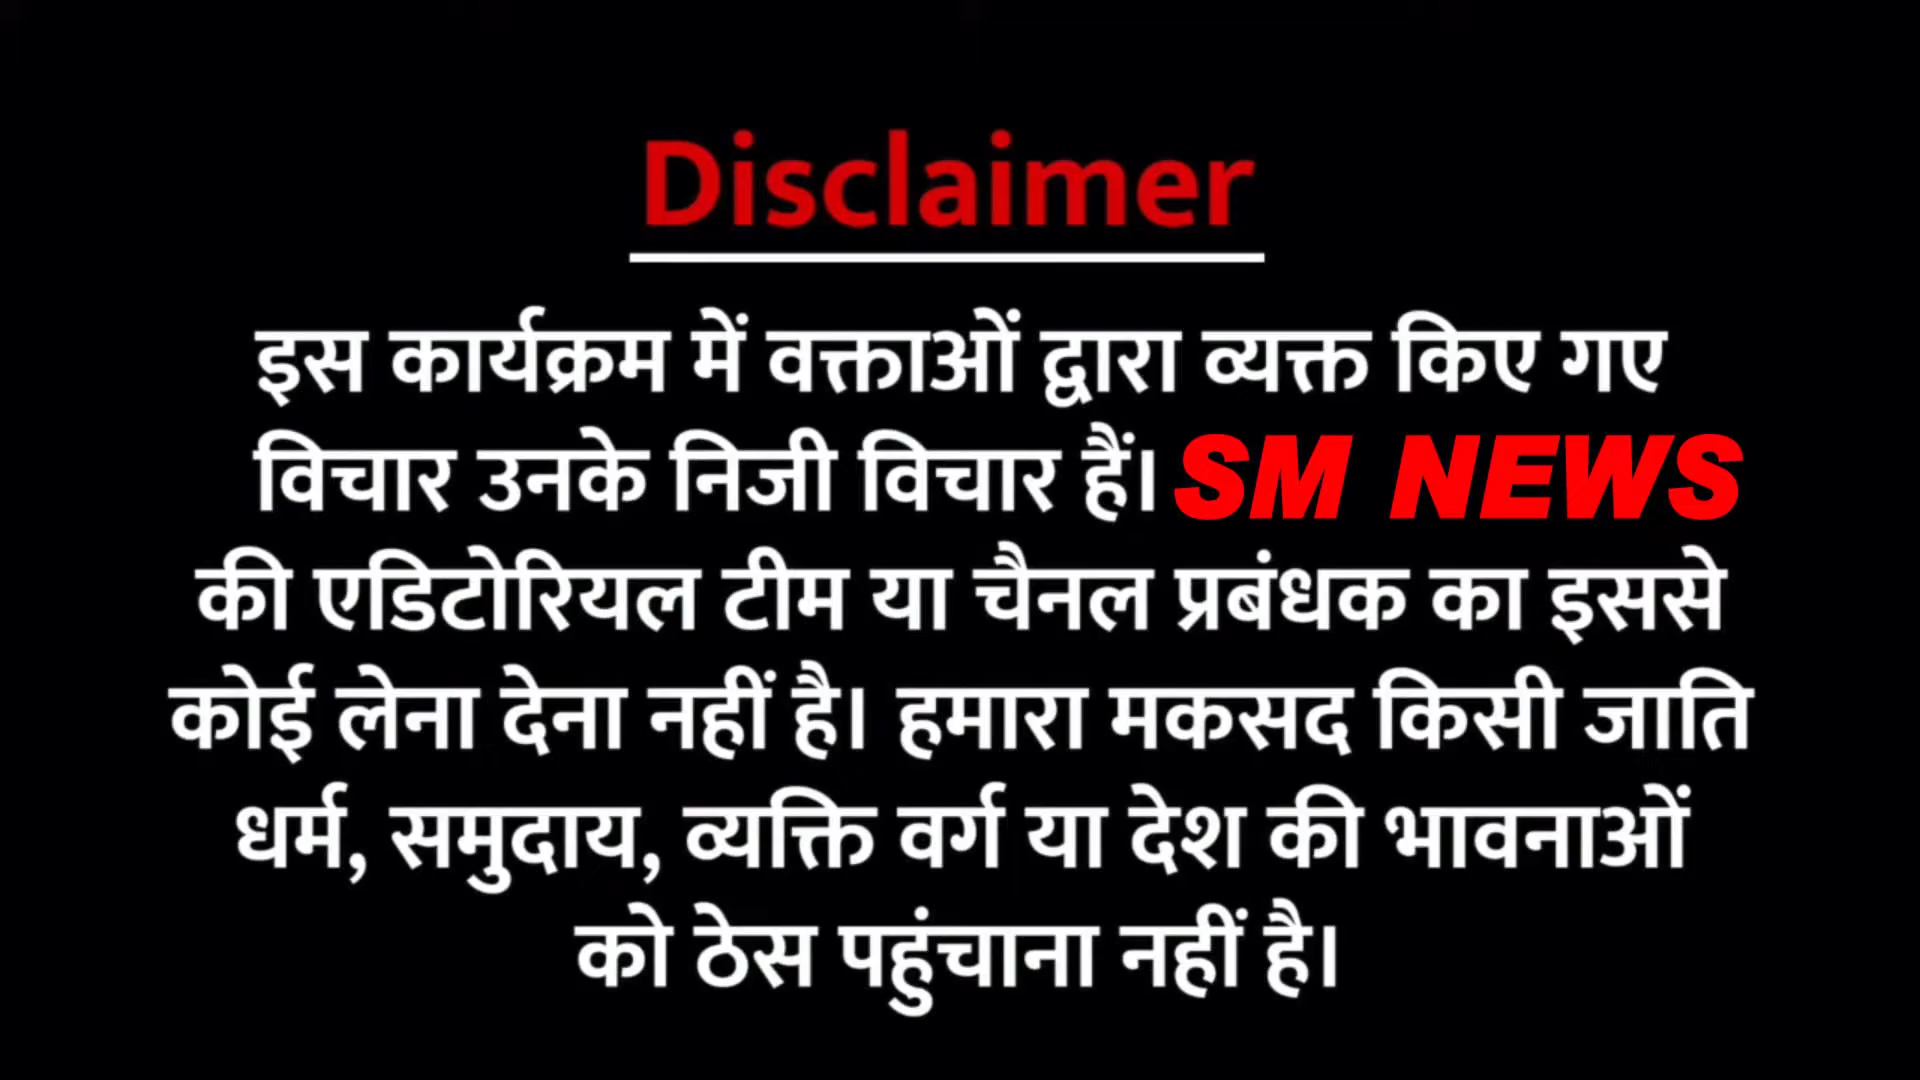 Disclaimer
इस कार्यक्रम में वक्ताओं द्वारा व्यक्त किए गए
विचार उनके निजी विचार हैं। SM NEWS
की एडिटोरियल टीम या चैनल प्रबंधक का इससे
कोई लेना देना नहीं है। हमारा मकसद किसी जाति
धर्म, समुदाय, व्यक्ति वर्ग या देश की भावनाओं
को ठेस पहुंचाना नहीं है।